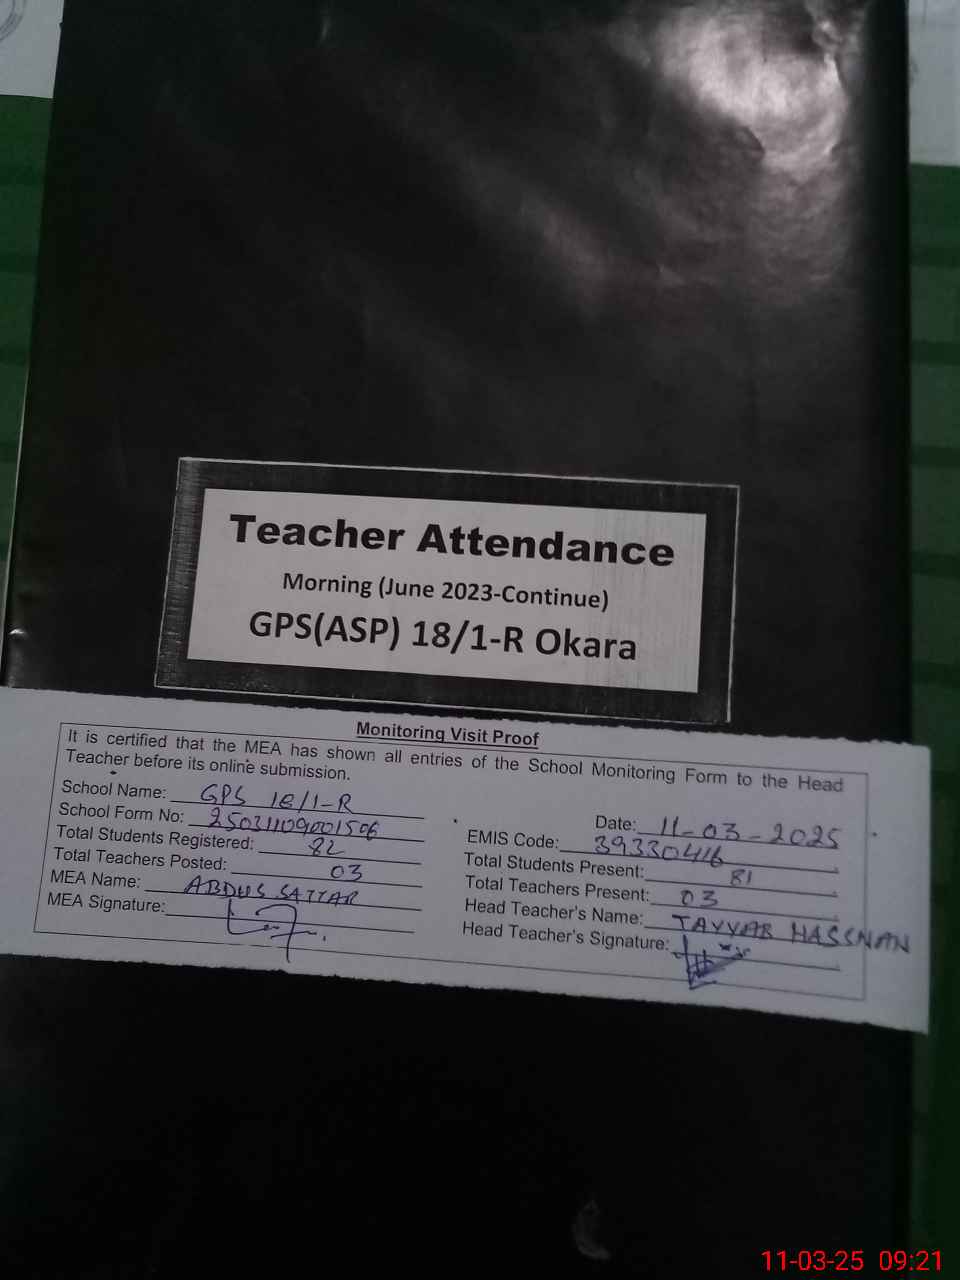 Teacher Attendance
Morning (June 2023-Continue)
GPS(ASP) 18/1-R Okara
Monitoring Visit Proof
It is certified that the MEA has shown all entries of the School Monitoring Form to the Head
Teacher before its online submission.
School Name: GPS 18/1-R
Date: 11-03-2025
School Form No: 25031109001506
EMIS Code: 39330416
Total Students Registered: 82
Total Students Present: 81
Total Teachers Posted: 03
Total Teachers Present: 03
MEA Name: ABDUS SATTAR
Head Teacher's Name: TAYYAB HASSNAN
MEA Signature:
Head Teacher's Signature:
11-03-25 09:21